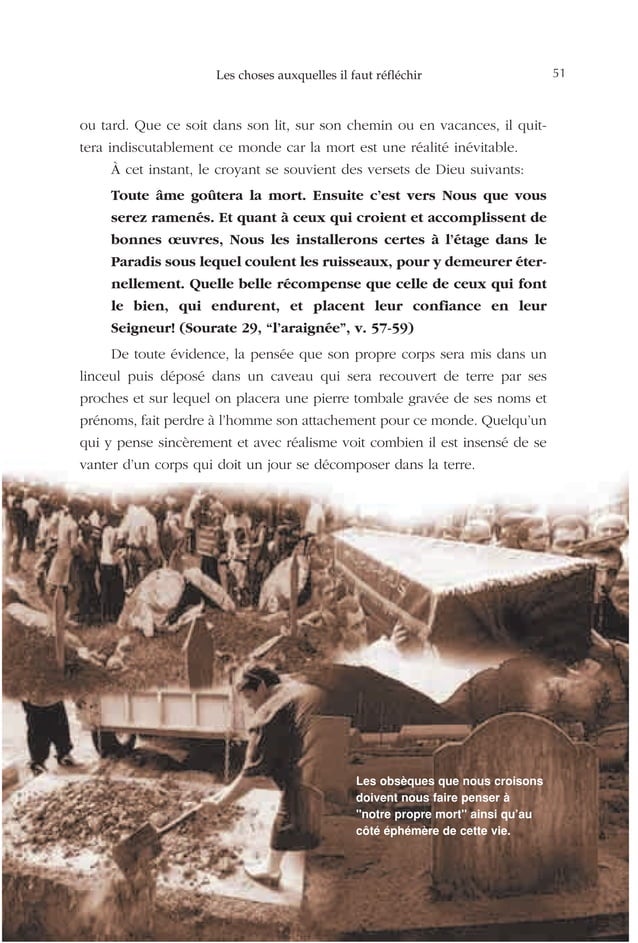 Les choses auxquelles il faut réfléchir 51
ou tard. Que ce soit dans son lit, sur son chemin ou en vacances, il quit-
tera indiscutablement ce monde car la mort est une réalité inévitable.
À cet instant, le croyant se souvient des versets de Dieu suivants:
Toute âme goûtera la mort. Ensuite c’est vers Nous que vous
serez ramenés. Et quant à ceux qui croient et accomplissent de
bonnes œuvres, Nous les installerons certes à l’étage dans le
Paradis sous lequel coulent les ruisseaux, pour y demeurer éter-
nellement. Quelle belle récompense que celle de ceux qui font
le bien, qui endurent, et placent leur confiance en leur
Seigneur! (Sourate 29, “l’araignée”, v. 57-59)
De toute évidence, la pensée que son propre corps sera mis dans un
linceul puis déposé dans un caveau qui sera recouvert de terre par ses
proches et sur lequel on placera une pierre tombale gravée de ses noms et
prénoms, fait perdre à l’homme son attachement pour ce monde. Quelqu’un
qui y pense sincèrement et avec réalisme voit combien il est insensé de se
vanter d’un corps qui doit un jour se décomposer dans la terre.
Les obsèques que nous croisons
doivent nous faire penser à
"notre propre mort" ainsi qu’au
côté éphémère de cette vie.